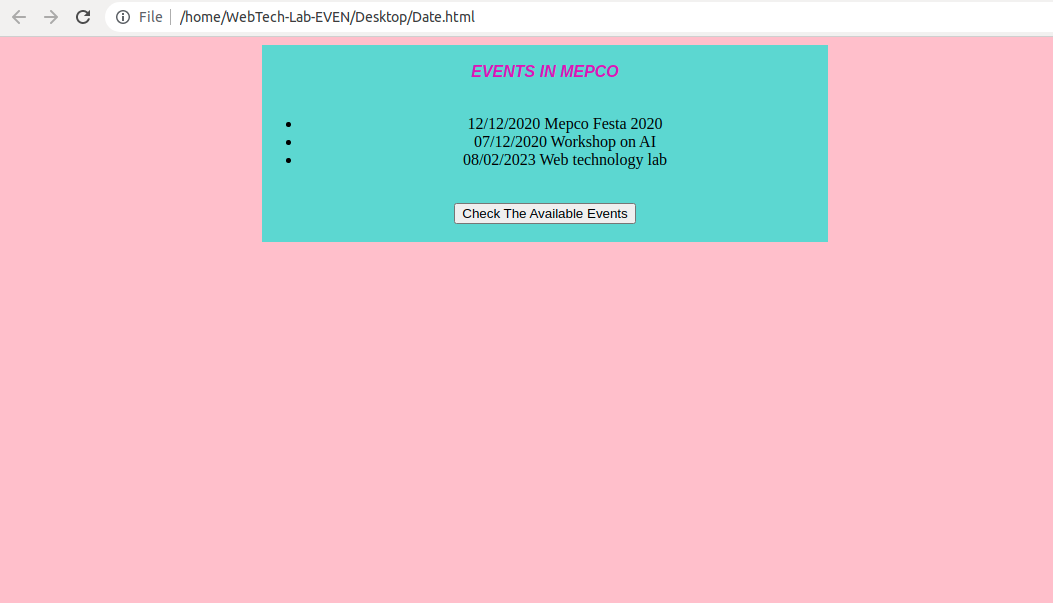 File /home/WebTech-Lab-EVEN/Desktop/Date.html
EVENTS IN MEPCO
12/12/2020 Mepco Festa 2020
07/12/2020 Workshop on AI
08/02/2023 Web technology lab
Check The Available Events